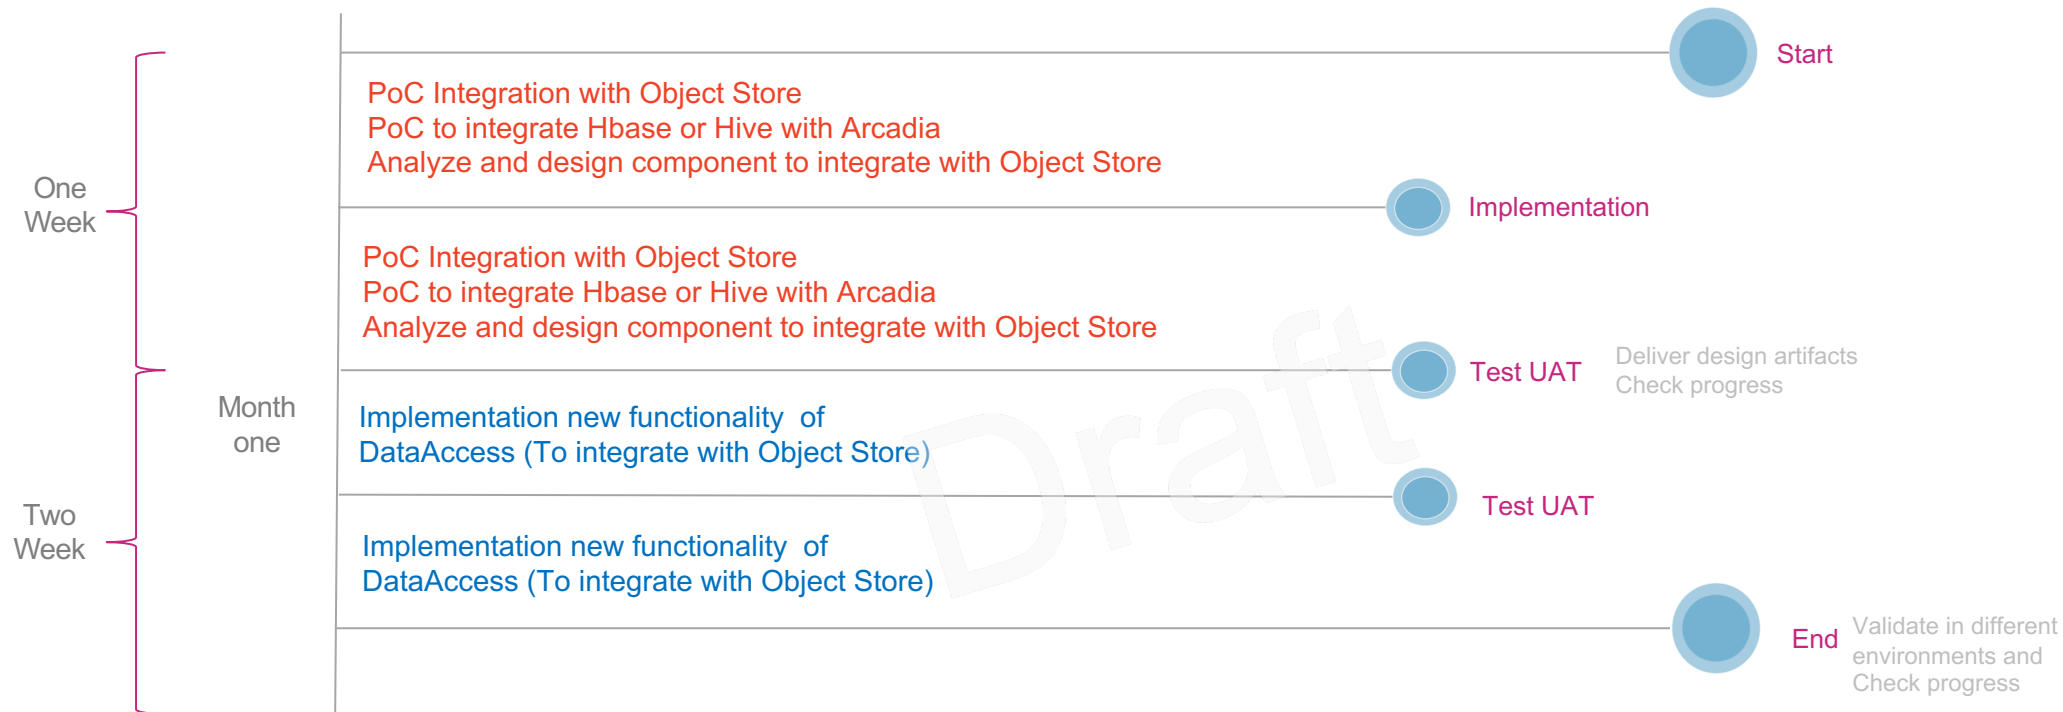 Start
PoC Integration with Object Store
PoC to integrate Hbase or Hive with Arcadia
Analyze and design component to integrate with Object Store
One
Week
Implementation
PoC Integration with Object Store
PoC to integrate Hbase or Hive with Arcadia
Analyze and design component to integrate with Object Store
Test UAT
Deliver design artifacts
Check progress
Month
one
Implementation new functionality  of
DataAccess (To integrate with Object Store)
Draft
Test UAT
Two
Week
Implementation new functionality  of
DataAccess (To integrate with Object Store)
End
Validate in different
environments and
Check progress